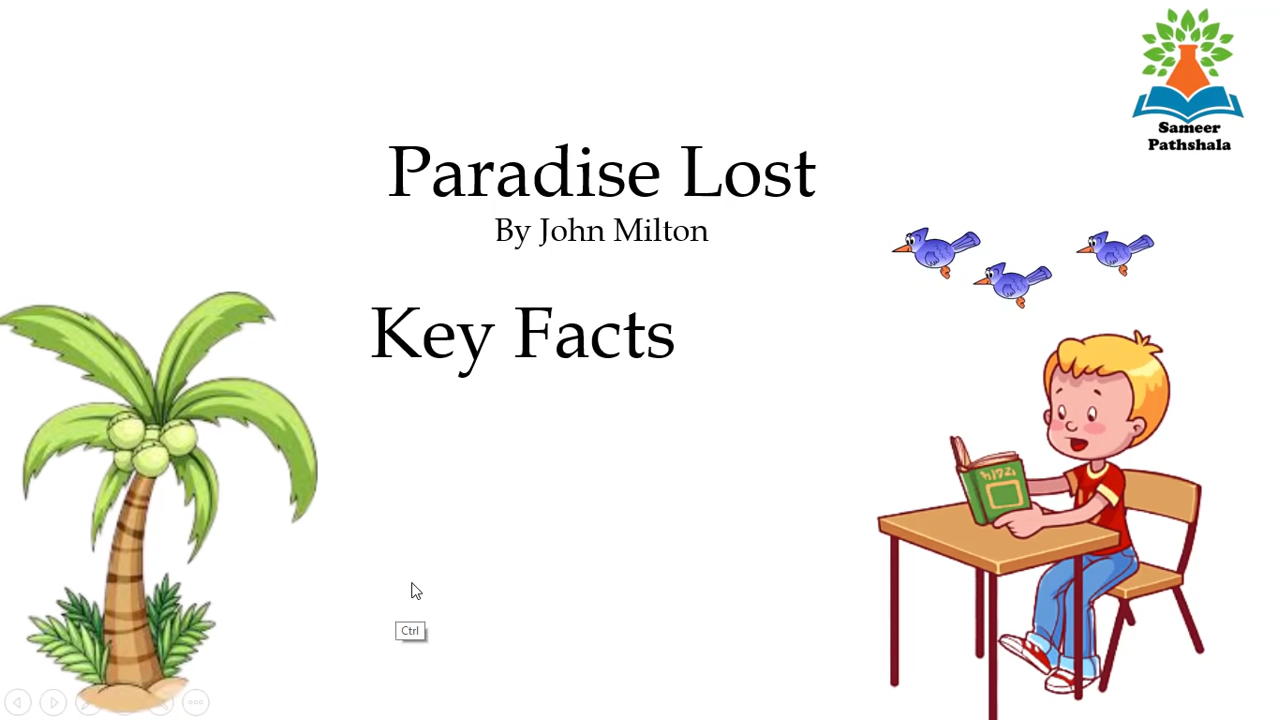 Sameer
Pathshala
Paradise Lost
By John Milton
Key Facts
Ctrl